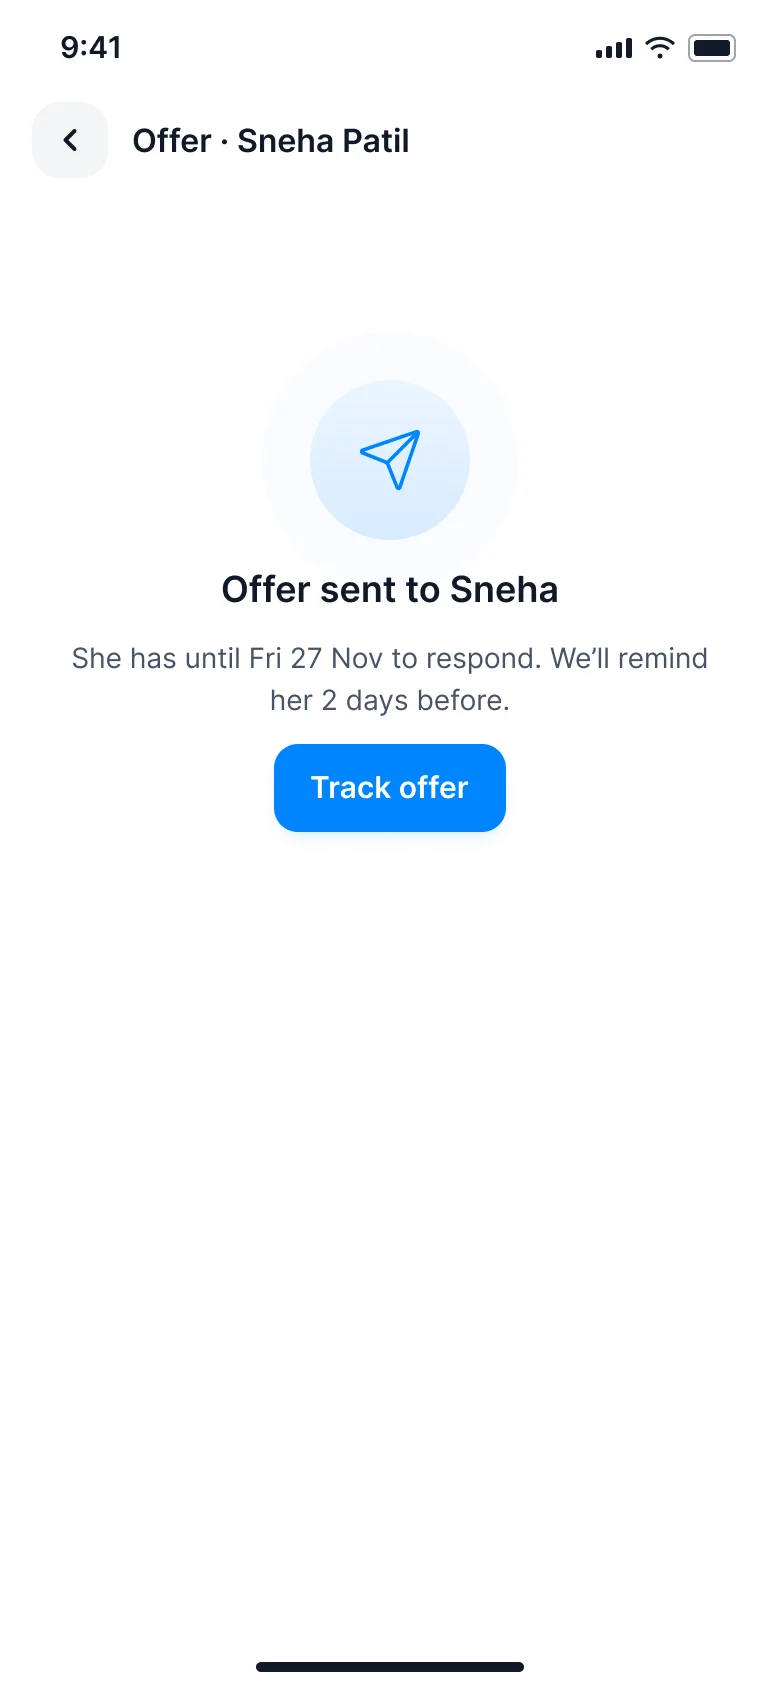 9:41
Offer · Sneha Patil
Offer sent to Sneha
She has until Fri 27 Nov to respond. We’ll remind
her 2 days before.
Track offer